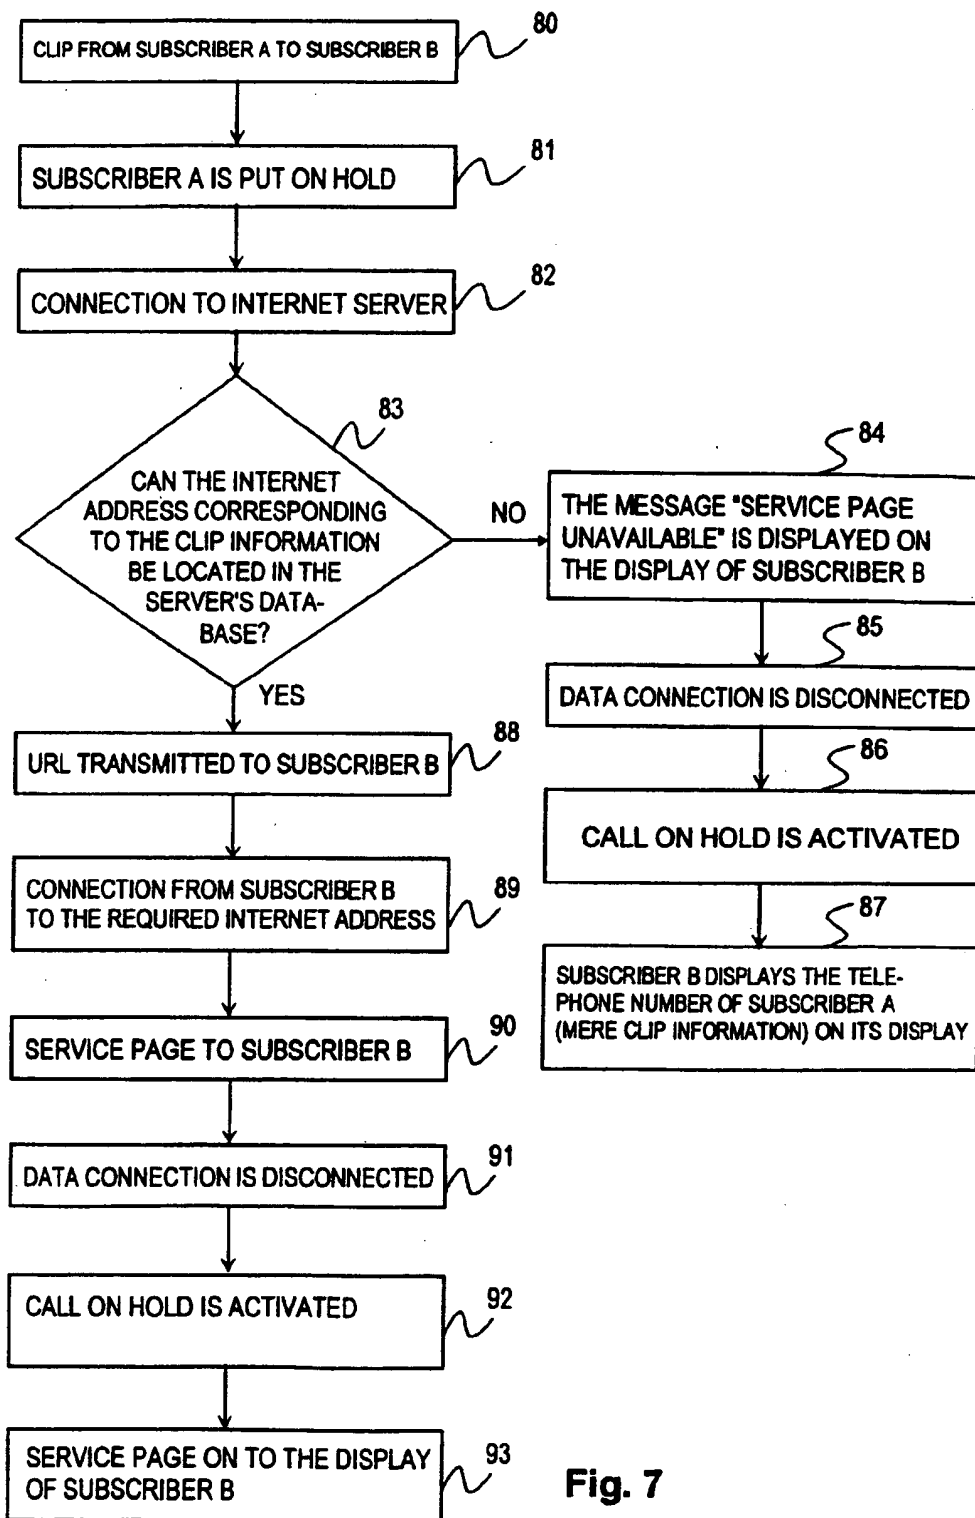 CLIP FROM SUBSCRIBER A TO SUBSCRIBER B
80
SUBSCRIBER A IS PUT ON HOLD
81
CONNECTION TO INTERNET SERVER
82
83
CAN THE INTERNET
ADDRESS CORRESPONDING
TO THE CLIP INFORMATION
BE LOCATED IN THE
SERVER'S DATA-
BASE?
NO
YES
84
THE MESSAGE "SERVICE PAGE
UNAVAILABLE" IS DISPLAYED ON
THE DISPLAY OF SUBSCRIBER B
85
DATA CONNECTION IS DISCONNECTED
86
CALL ON HOLD IS ACTIVATED
87
SUBSCRIBER B DISPLAYS THE TELE-
PHONE NUMBER OF SUBSCRIBER A
(MERE CLIP INFORMATION) ON ITS DISPLAY
URL TRANSMITTED TO SUBSCRIBER B
88
CONNECTION FROM SUBSCRIBER B
TO THE REQUIRED INTERNET ADDRESS
89
SERVICE PAGE TO SUBSCRIBER B
90
DATA CONNECTION IS DISCONNECTED
91
CALL ON HOLD IS ACTIVATED
92
SERVICE PAGE ON TO THE DISPLAY
OF SUBSCRIBER B
93
Fig. 7